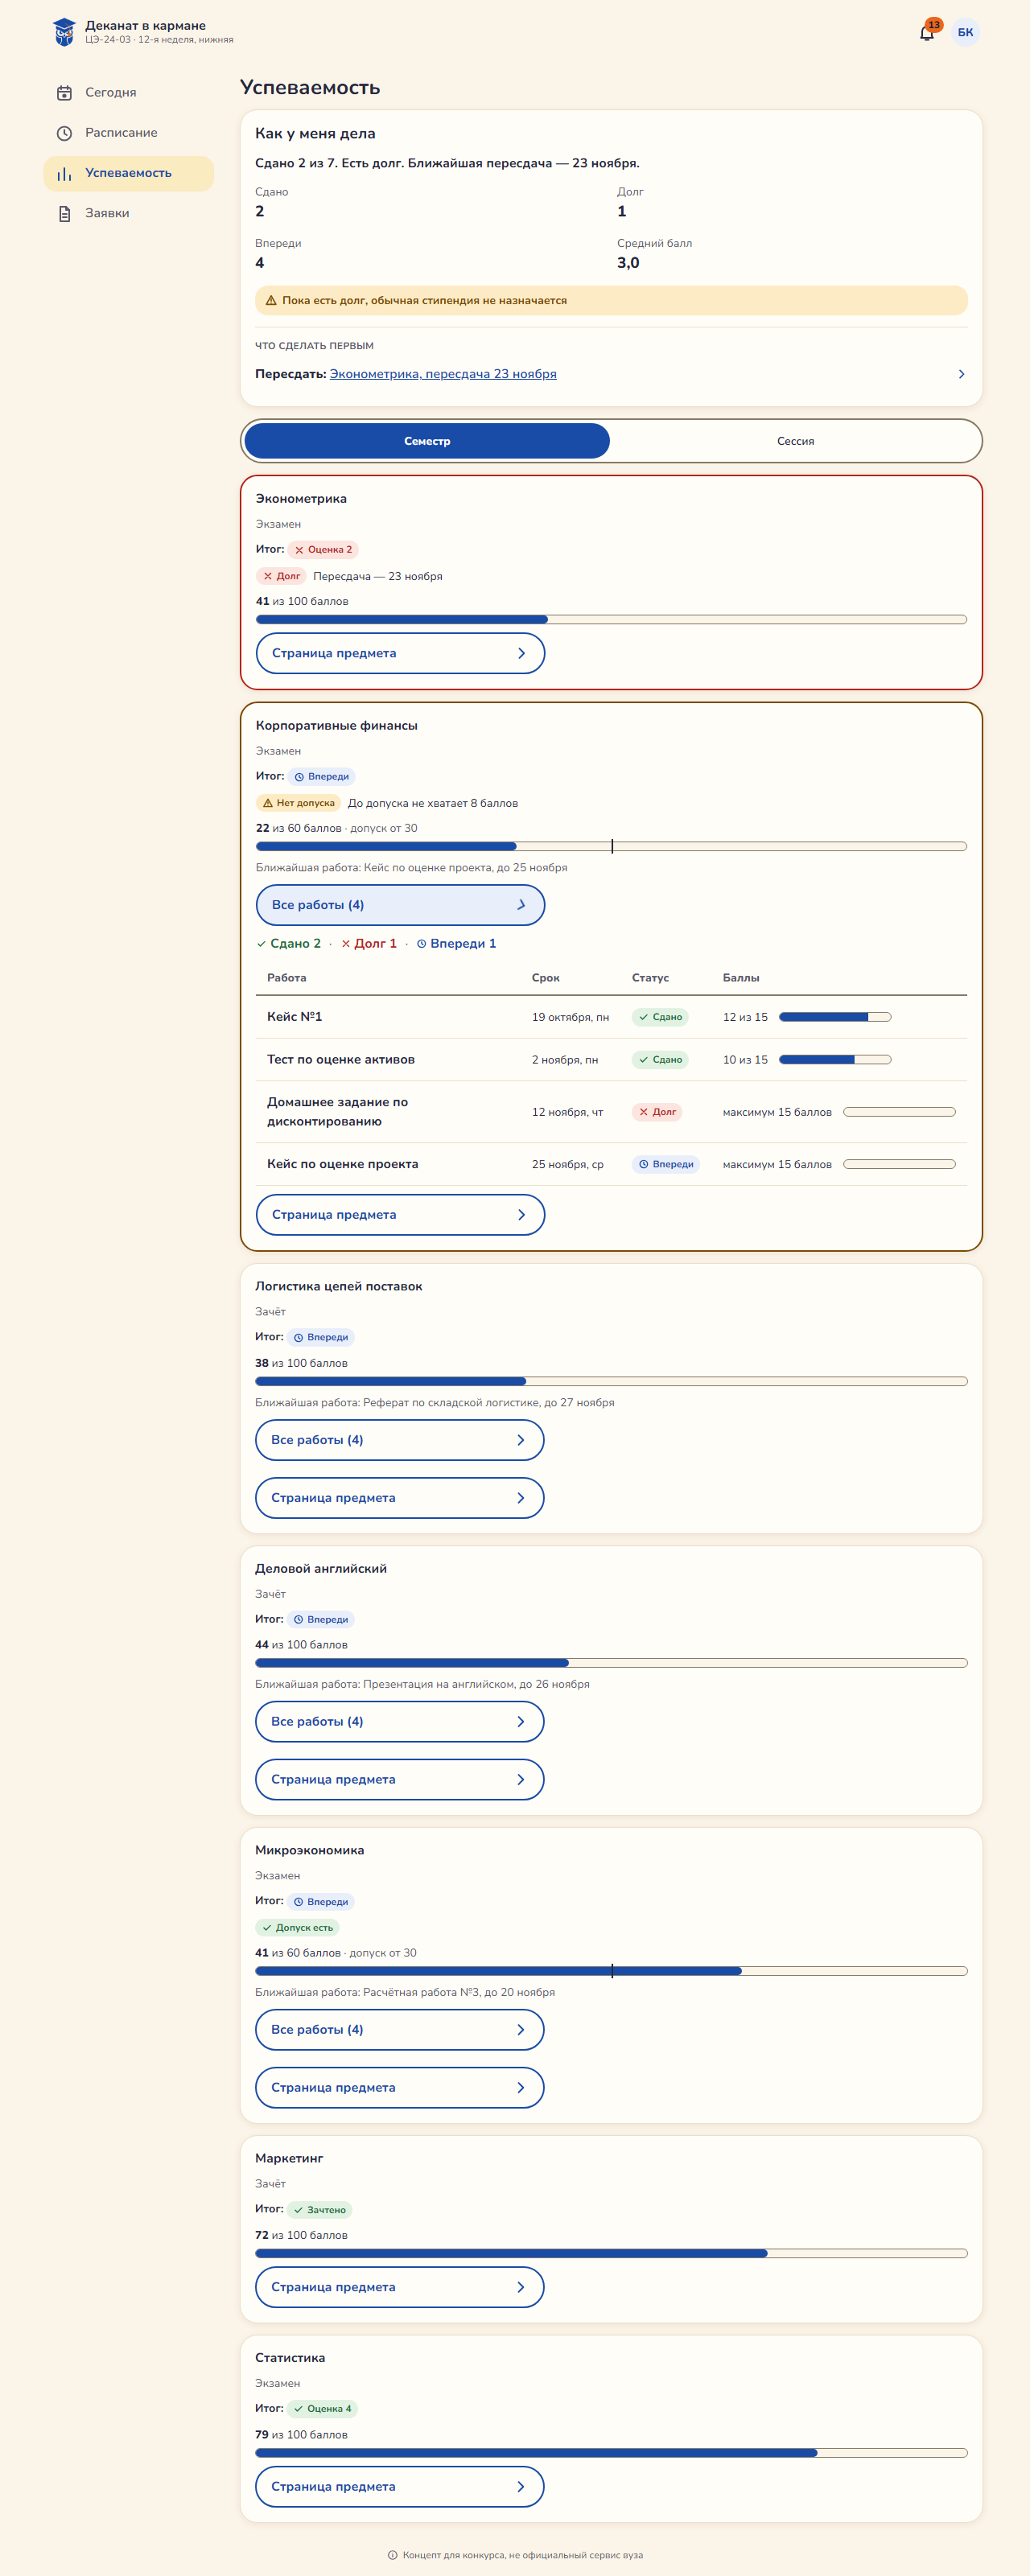 Деканат в кармане
ЦЭ-24-03 · 12-я неделя, нижняя
13
БК
Сегодня
Расписание
Успеваемость
Заявки
Успеваемость
Как у меня дела
Сдано 2 из 7. Есть долг. Ближайшая пересдача — 23 ноября.
Сдано
2
Долг
1
Впереди
4
Средний балл
3,0
Пока есть долг, обычная стипендия не назначается
ЧТО СДЕЛАТЬ ПЕРВЫМ
Пересдать: Эконометрика, пересдача 23 ноября
Семестр
Сессия
Эконометрика
Экзамен
Итог: Оценка 2
Долг Пересдача — 23 ноября
41 из 100 баллов
Страница предмета
Корпоративные финансы
Экзамен
Итог: Впереди
Нет допуска До допуска не хватает 8 баллов
22 из 60 баллов · допуск от 30
Ближайшая работа: Кейс по оценке проекта, до 25 ноября
Все работы (4)
Сдано 2 · Долг 1 · Впереди 1
Работа Срок Статус Баллы
Кейс №1 19 октября, пн Сдано 12 из 15
Тест по оценке активов 2 ноября, пн Сдано 10 из 15
Домашнее задание по
дисконтированию 12 ноября, чт Долг максимум 15 баллов
Кейс по оценке проекта 25 ноября, ср Впереди максимум 15 баллов
Страница предмета
Логистика цепей поставок
Зачёт
Итог: Впереди
38 из 100 баллов
Ближайшая работа: Реферат по складской логистике, до 27 ноября
Все работы (4)
Страница предмета
Деловой английский
Зачёт
Итог: Впереди
44 из 100 баллов
Ближайшая работа: Презентация на английском, до 26 ноября
Все работы (4)
Страница предмета
Микроэкономика
Экзамен
Итог: Впереди
Допуск есть
41 из 60 баллов · допуск от 30
Ближайшая работа: Расчётная работа №3, до 20 ноября
Все работы (4)
Страница предмета
Маркетинг
Зачёт
Итог: Зачтено
72 из 100 баллов
Страница предмета
Статистика
Экзамен
Итог: Оценка 4
79 из 100 баллов
Страница предмета
Концепт для конкурса, не официальный сервис вуза